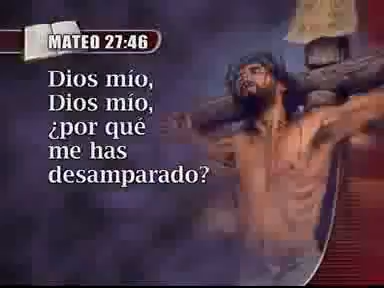 MATEO 27:46
Dios mío,
Dios mío,
¿por qué
me has
desamparado?